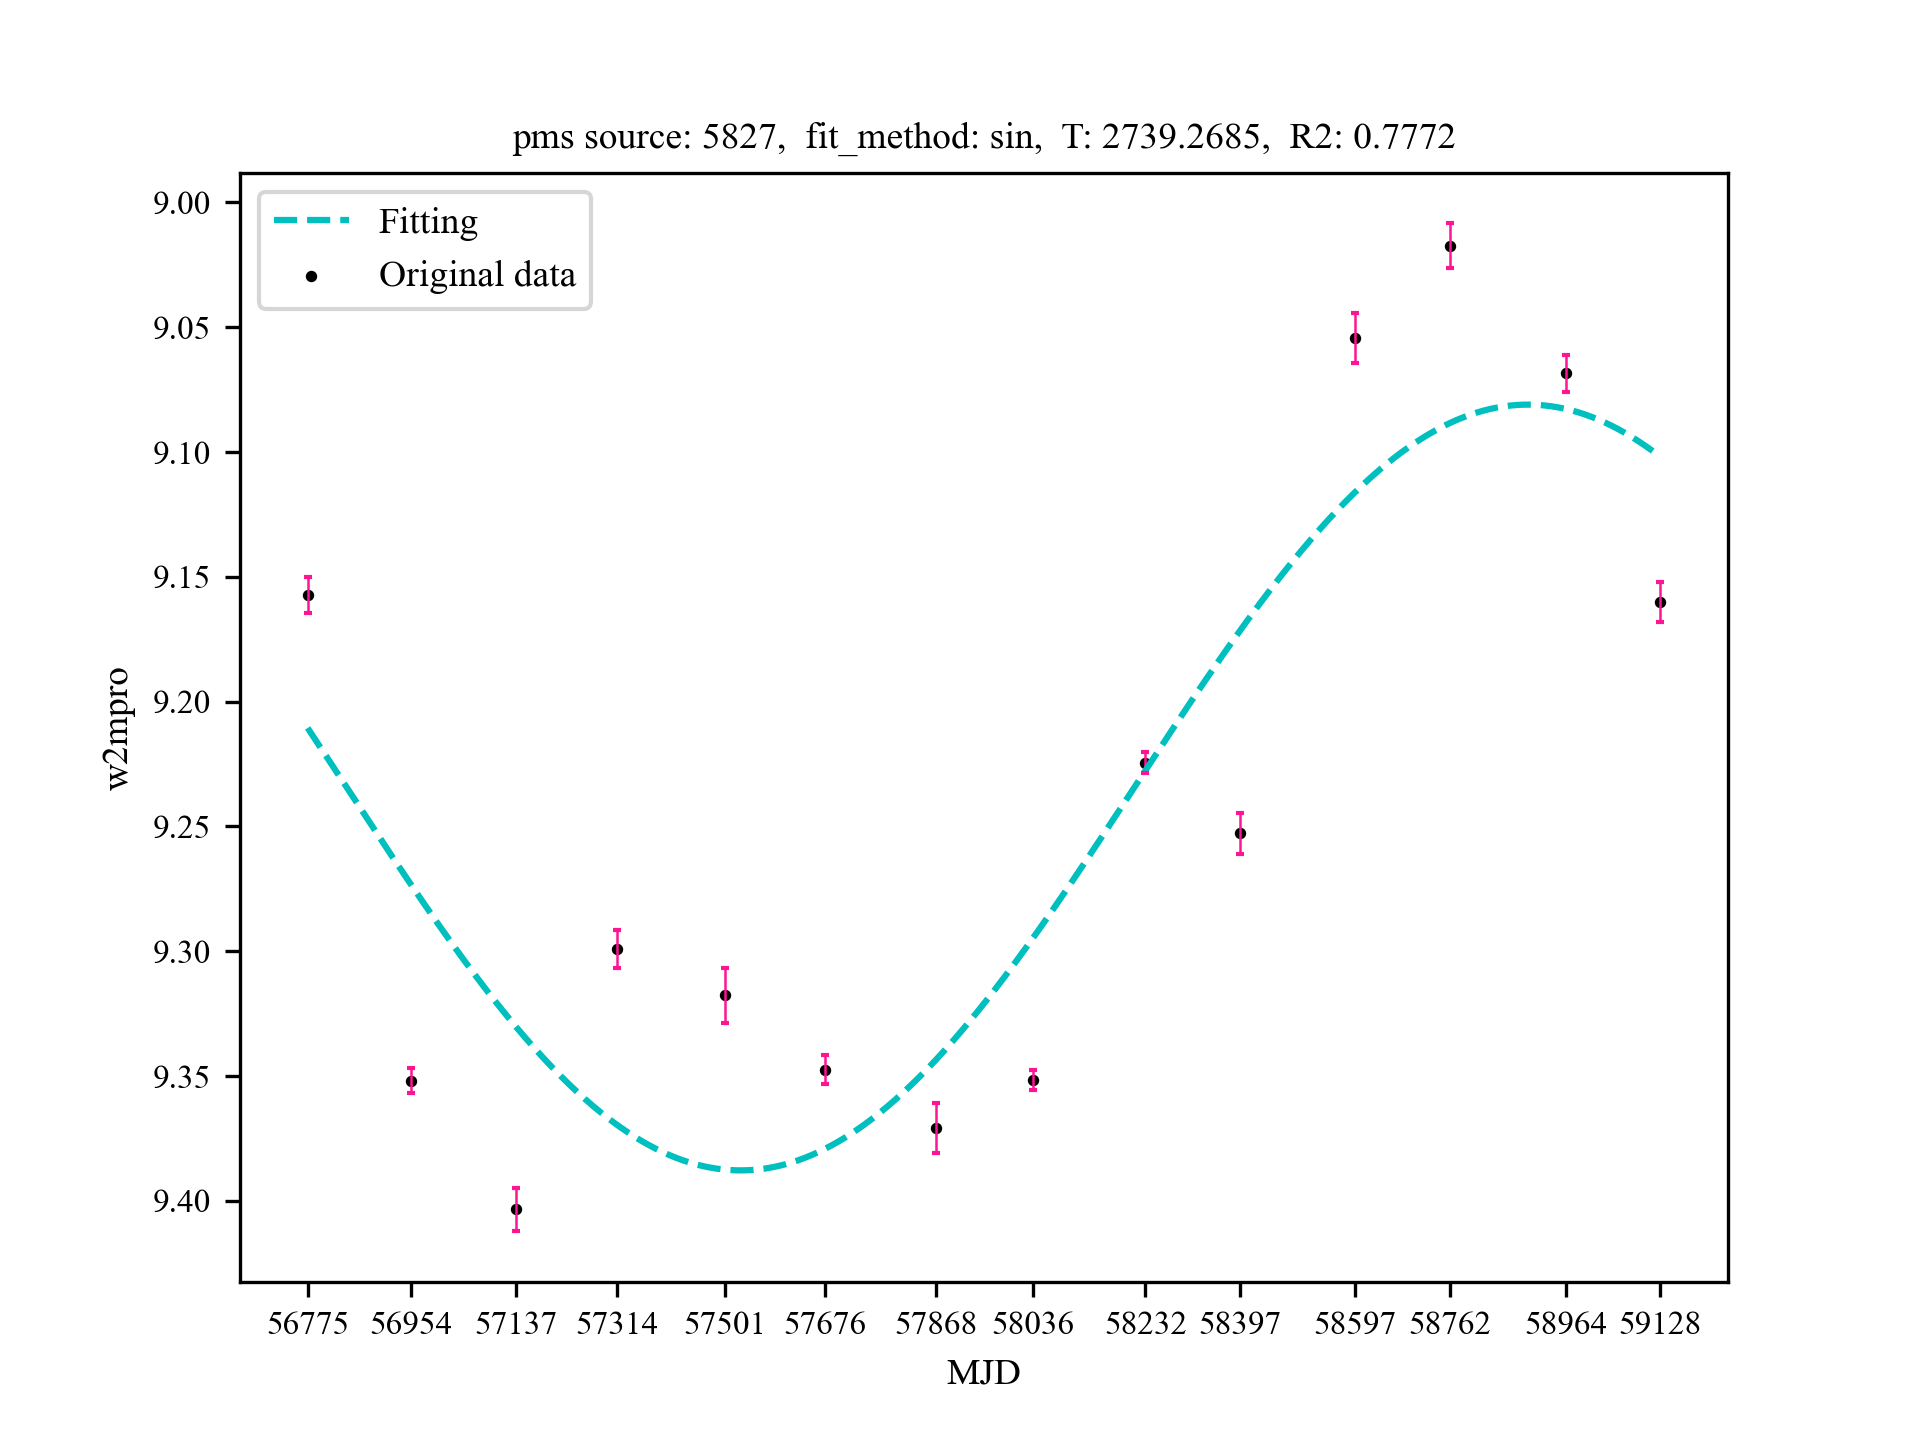 pms source: 5827,  fit_method: sin,  T: 2739.2685,  R2: 0.7772
Fitting
Original data
9.00
9.05
9.10
9.15
9.20
9.25
9.30
9.35
9.40
w2mpro
56775 56954 57137 57314 57501 57676 57868 58036 58232 58397 58597 58762 58964 59128
MJD